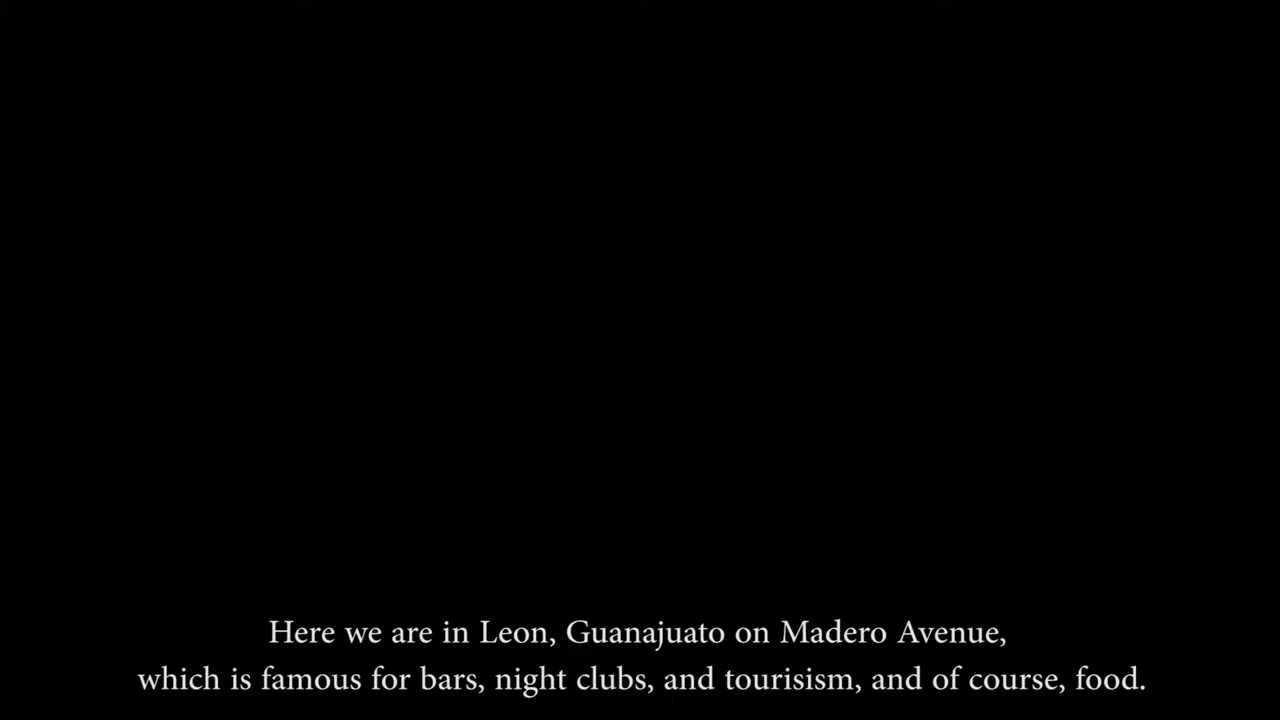 Here we are in Leon, Guanajuato on Madero Avenue,
which is famous for bars, night clubs, and tourisism, and of course, food.